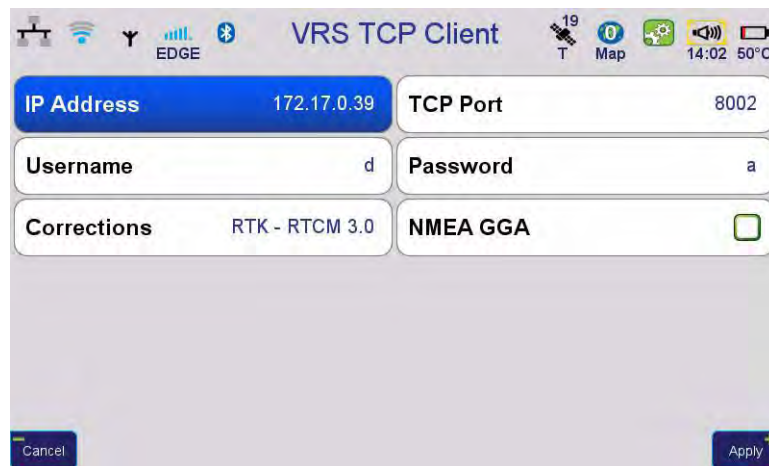 EDGE
VRS TCP Client
19
T
0
Map
14:02 50°C
IP Address 172.17.0.39
TCP Port 8002
Username d
Password a
Corrections RTK - RTCM 3.0
NMEA GGA
Cancel
Apply